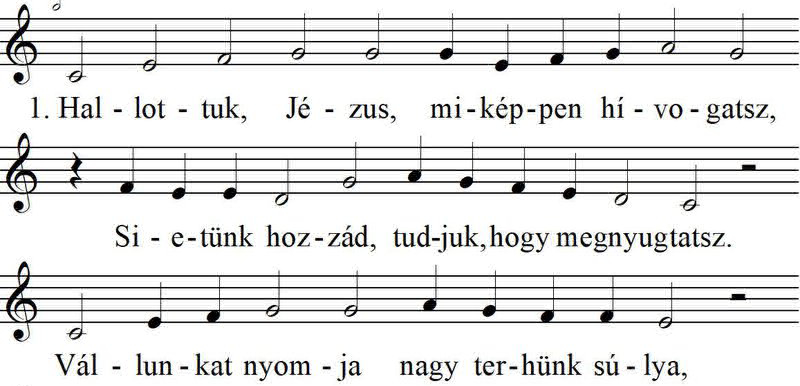 1. Hal - lot - tuk, Jé - zus, mi - kép - pen hí - vo - gatsz,
Si - e - tünk hoz - zád, tud - juk, hogy megnyugtatsz.
Vál - lun - kat nyom - ja nagy ter - hünk sú - lya,